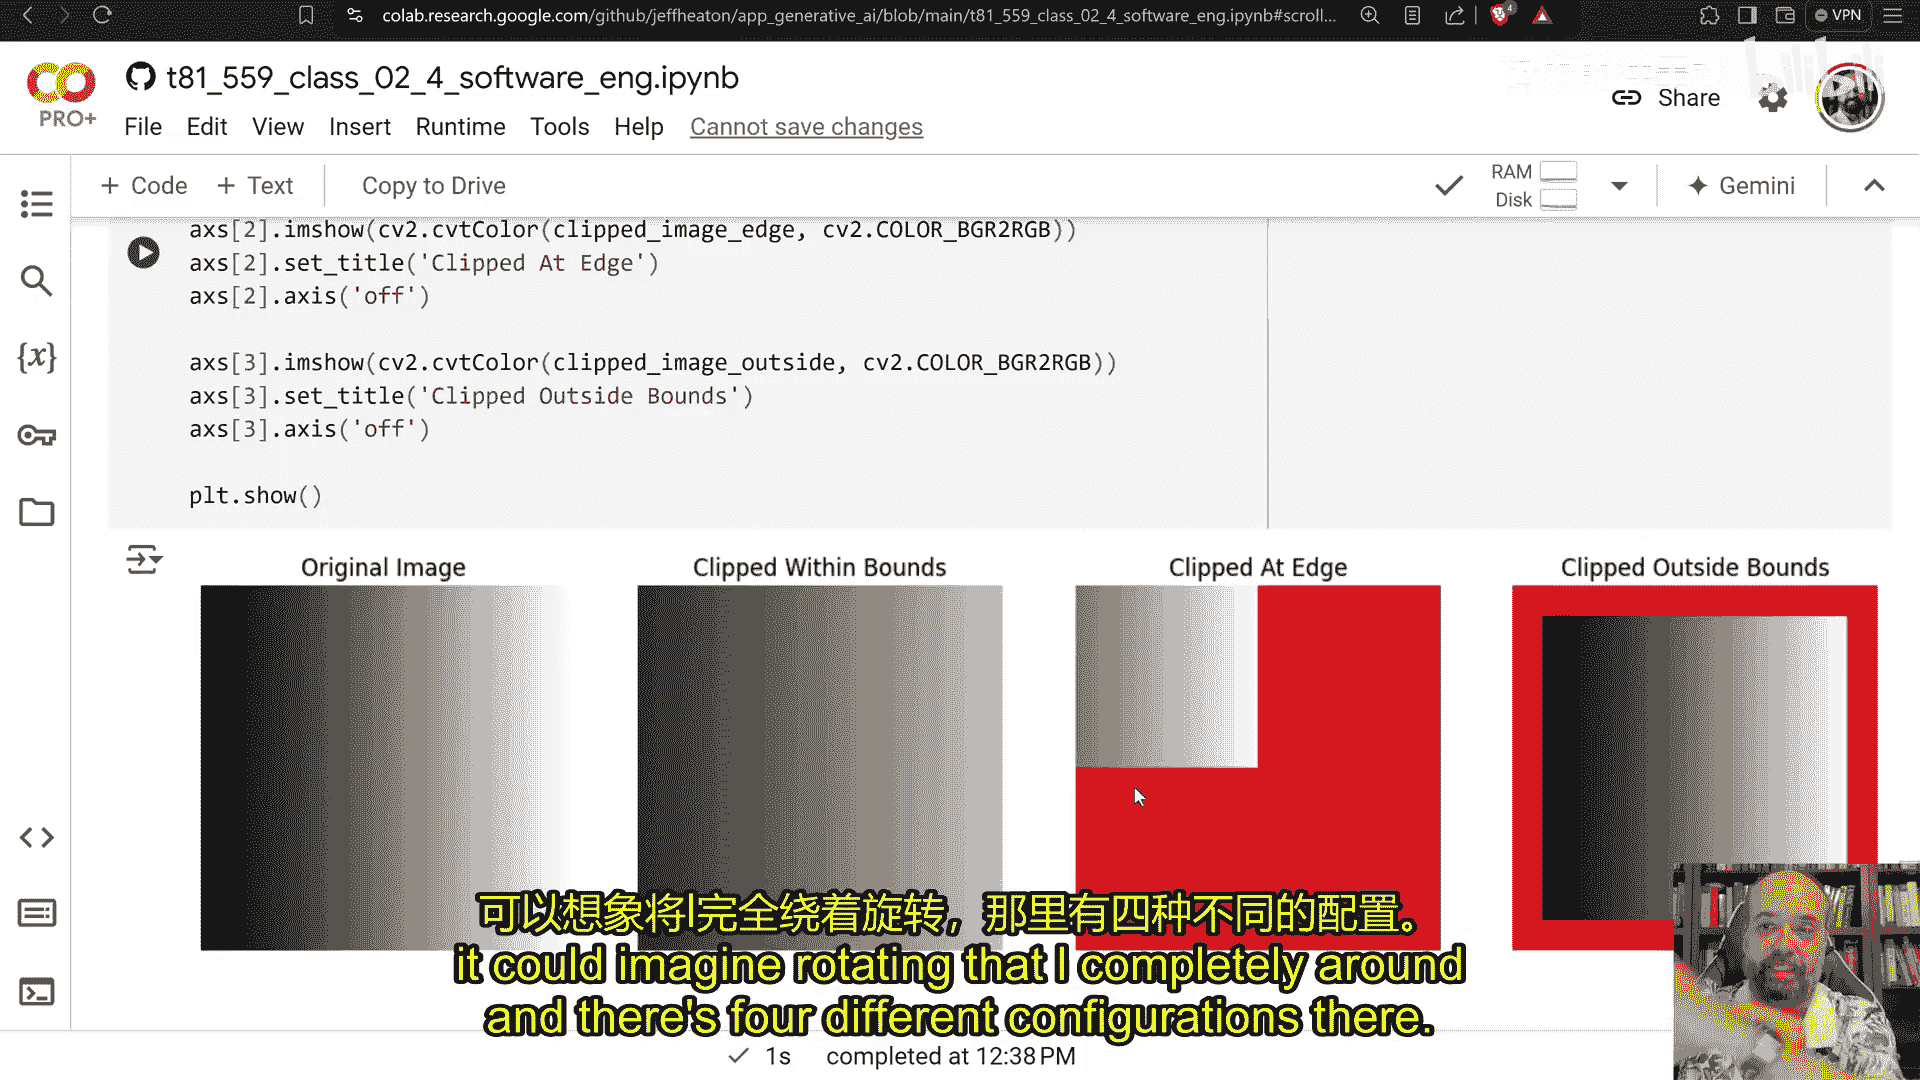 colab.research.google.com/github/jeffheaton/app_generative_ai/blob/main/t81_559_class_02_4_software_eng.ipynb#scroll...
4
VPN
PRO+
t81_559_class_02_4_software_eng.ipynb
Share
File Edit View Insert Runtime Tools Help Cannot save changes
+ Code + Text Copy to Drive
RAM
Disk
Gemini
axs[2].imshow(cv2.cvtColor(clipped_image_edge, cv2.COLOR_BGR2RGB))
axs[2].set_title('Clipped At Edge')
axs[2].axis('off')
axs[3].imshow(cv2.cvtColor(clipped_image_outside, cv2.COLOR_BGR2RGB))
axs[3].set_title('Clipped Outside Bounds')
axs[3].axis('off')
plt.show()
{x}
Original Image
Clipped Within Bounds
Clipped At Edge
Clipped Outside Bounds
可以想象将I完全绕着旋转，那里有四种不同的配置。
it could imagine rotating that I completely around
and there's four different configurations there.
1s completed at 12:38 PM